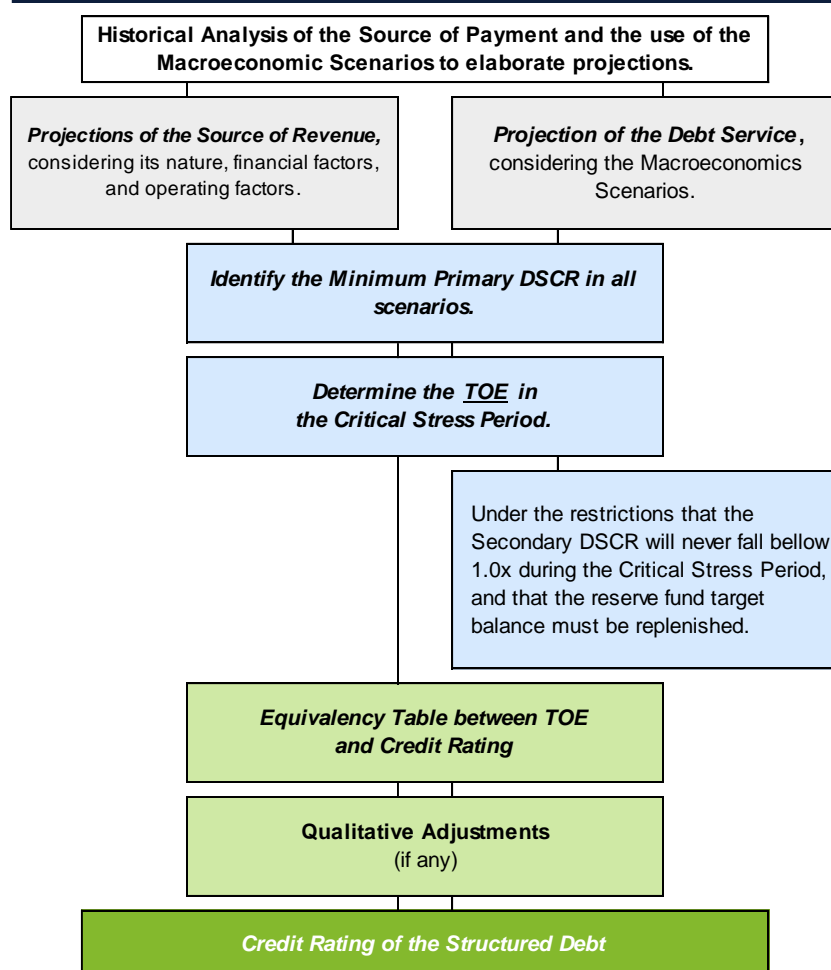 Historical Analysis of the Source of Payment and the use of the
Macroeconomic Scenarios to elaborate projections.
Projections of the Source of Revenue,
considering its nature, financial factors,
and operating factors.
Projection of the Debt Service,
considering the Macroeconomics
Scenarios.
Identify the Minimum Primary DSCR in all
scenarios.
Determine the TOE in
the Critical Stress Period.
Under the restrictions that the
Secondary DSCR will never fall bellow
1.0x during the Critical Stress Period,
and that the reserve fund target
balance must be replenished.
Equivalency Table between TOE
and Credit Rating
Qualitative Adjustments
(if any)
Credit Rating of the Structured Debt